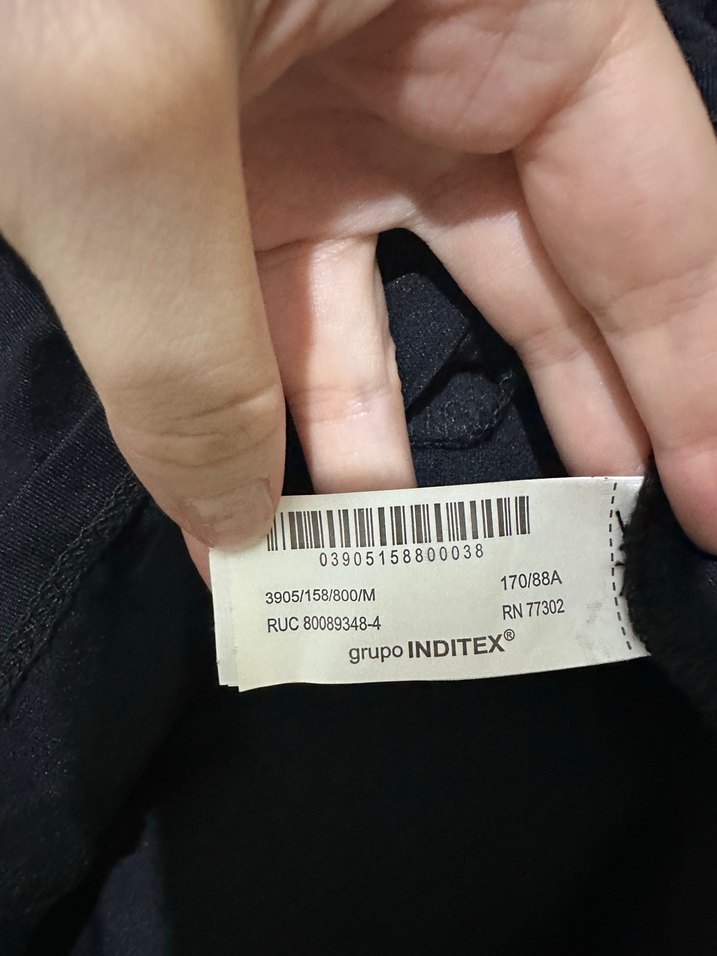 03905158800038
3905/158/800/M 170/88A
RUC 80089348-4 RN 77302
grupo INDITEX®